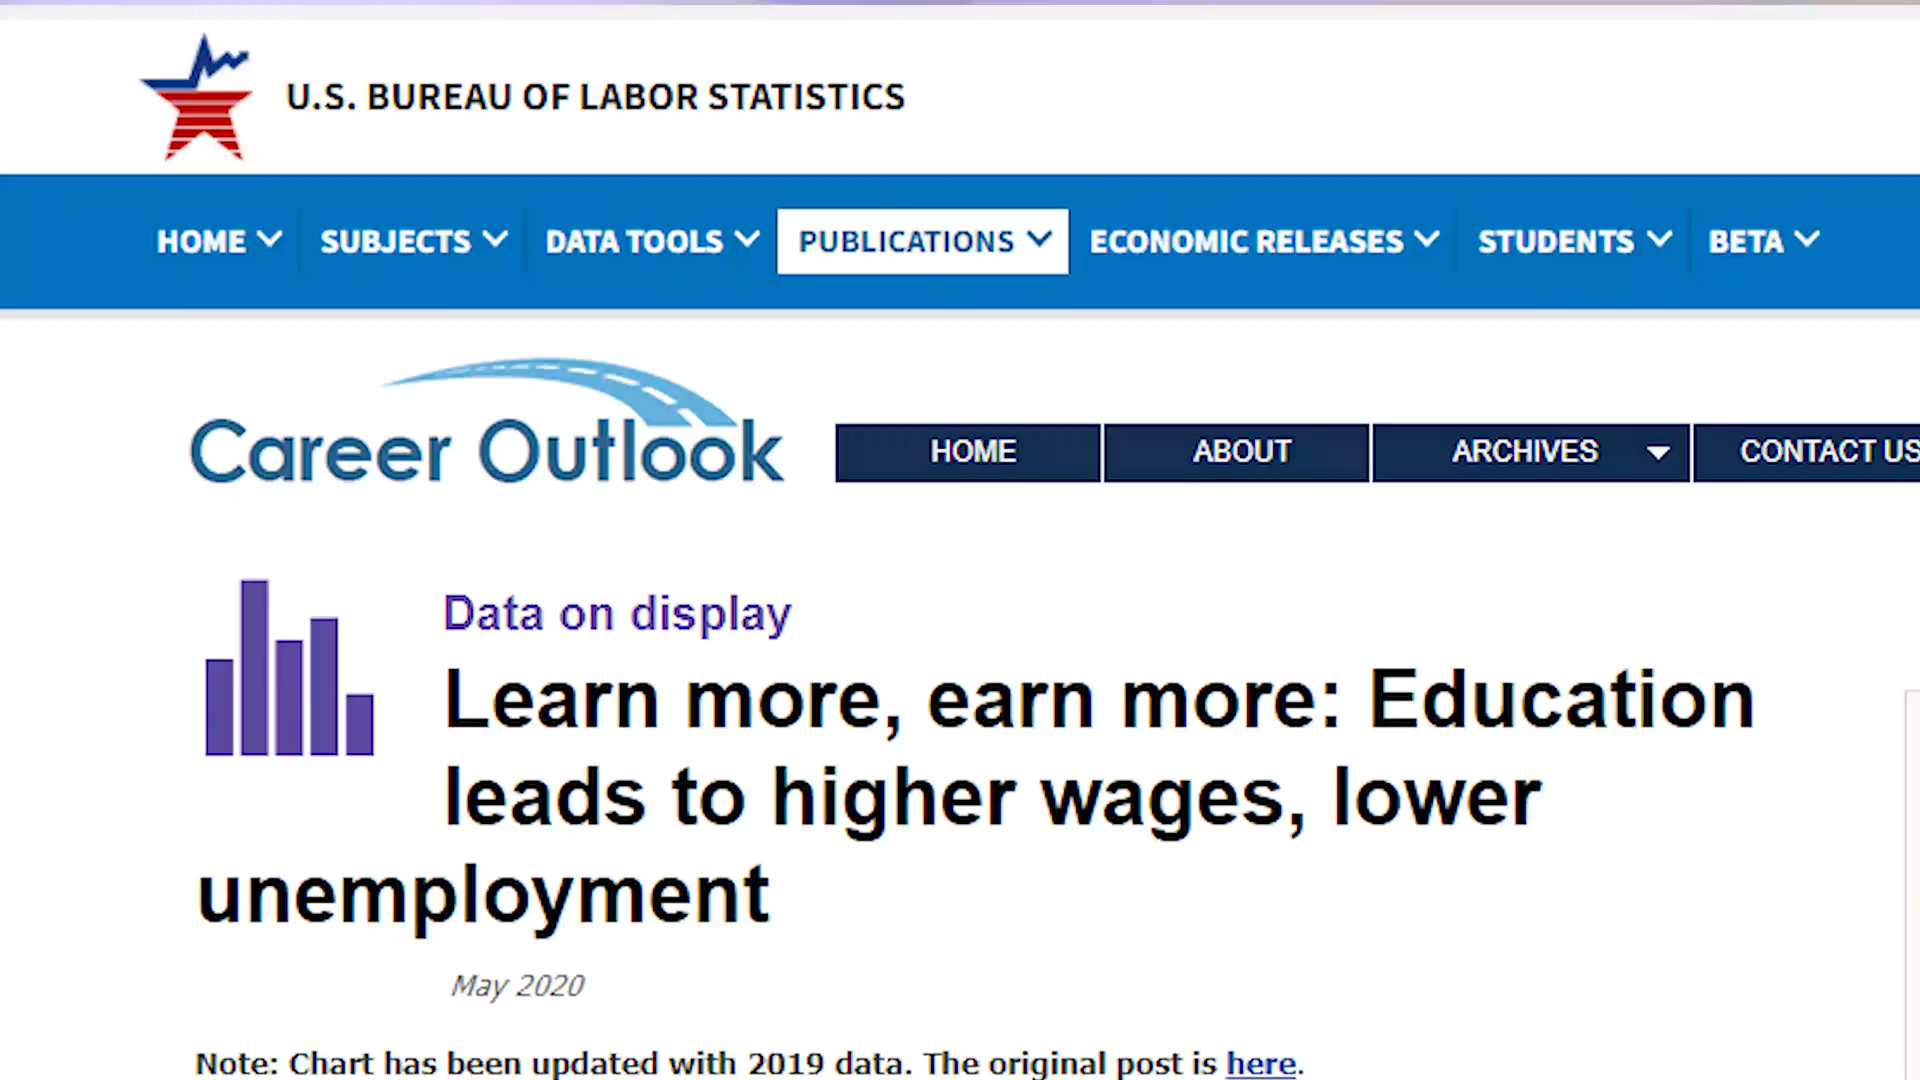 U.S. BUREAU OF LABOR STATISTICS
HOME SUBJECTS DATA TOOLS PUBLICATIONS ECONOMIC RELEASES STUDENTS BETA
Career Outlook
HOME ABOUT ARCHIVES CONTACT US
Data on display
Learn more, earn more: Education
leads to higher wages, lower
unemployment
May 2020
Note: Chart has been updated with 2019 data. The original post is here.